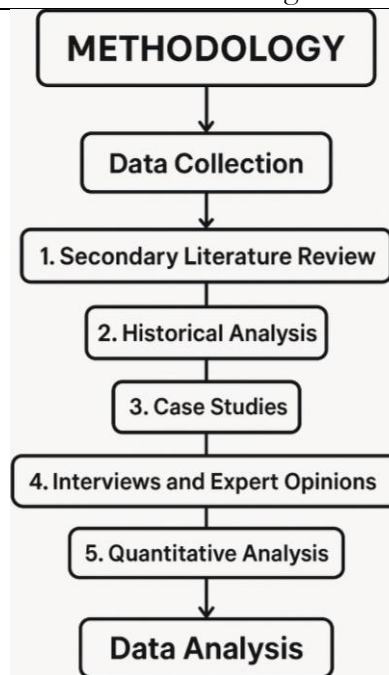 METHODOLOGY
Data Collection
1. Secondary Literature Review
2. Historical Analysis
3. Case Studies
4. Interviews and Expert Opinions
5. Quantitative Analysis
Data Analysis